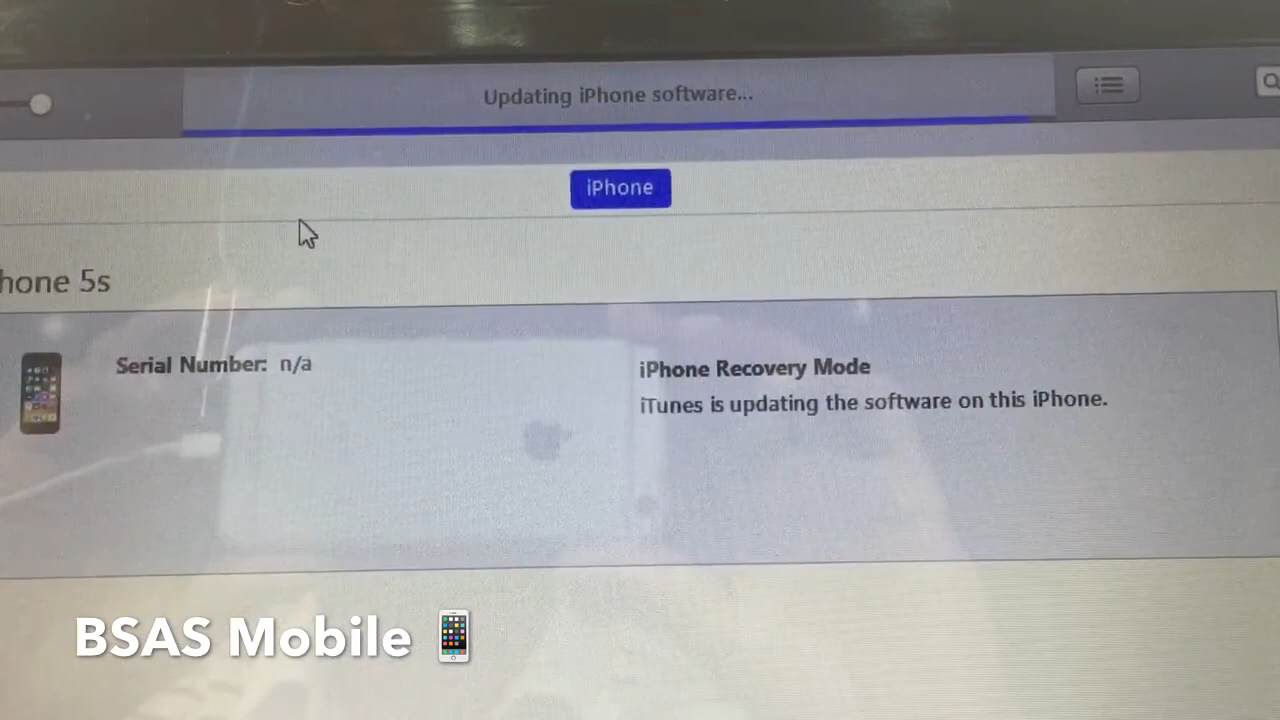 Updating iPhone software...
iPhone
hone 5s
Serial Number: n/a
iPhone Recovery Mode
iTunes is updating the software on this iPhone.
BSAS Mobile 📱